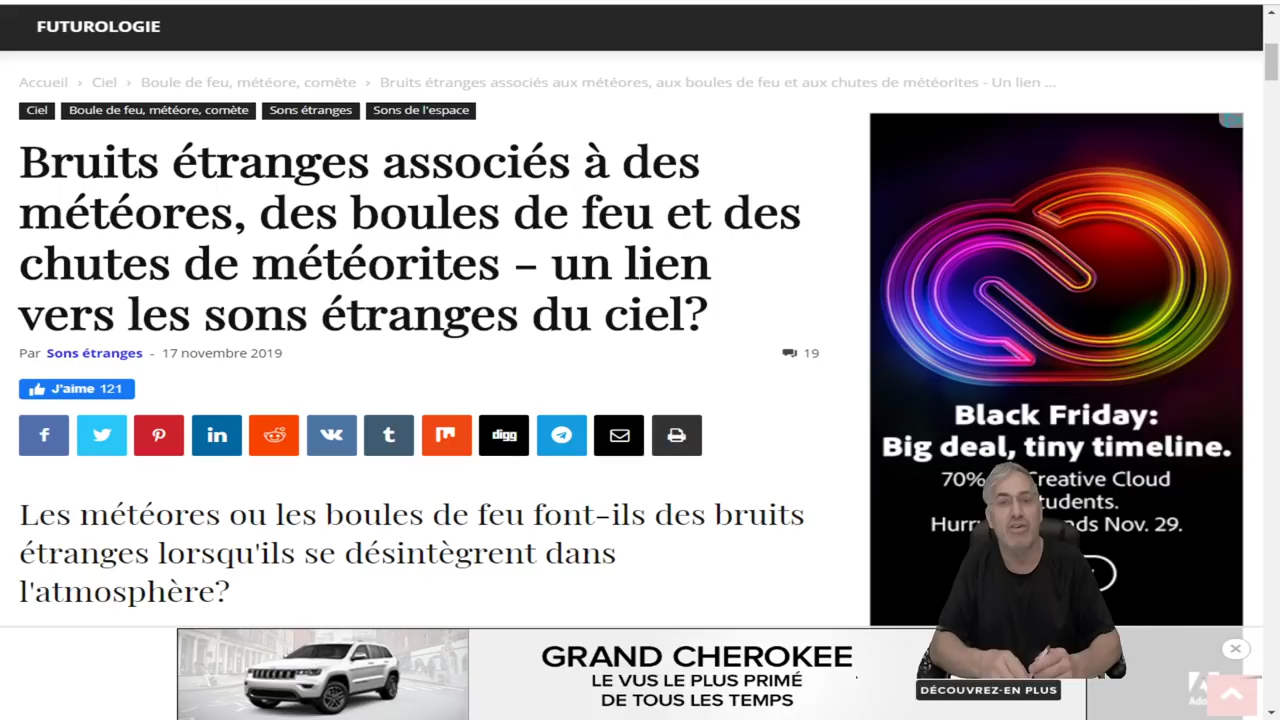 FUTUROLOGIE
Accueil › Ciel › Boule de feu, météore, comète › Bruits étranges associés aux météores, aux boules de feu et aux chutes de météorites - Un lien ...
Ciel Boule de feu, météore, comète Sons étranges Sons de l'espace
Bruits étranges associés à des
météores, des boules de feu et des
chutes de météorites – un lien
vers les sons étranges du ciel?
Par Sons étranges - 17 novembre 2019 19
J'aime 121
digg
Les météores ou les boules de feu font-ils des bruits
étranges lorsqu'ils se désintègrent dans
l'atmosphère?
Black Friday:
Big deal, tiny timeline.
70% Creative Cloud
Nov. 29.
GRAND CHEROKEE
LE VUS LE PLUS PRIMÉ
DE TOUS LES TEMPS
DÉCOUVREZ-EN PLUS